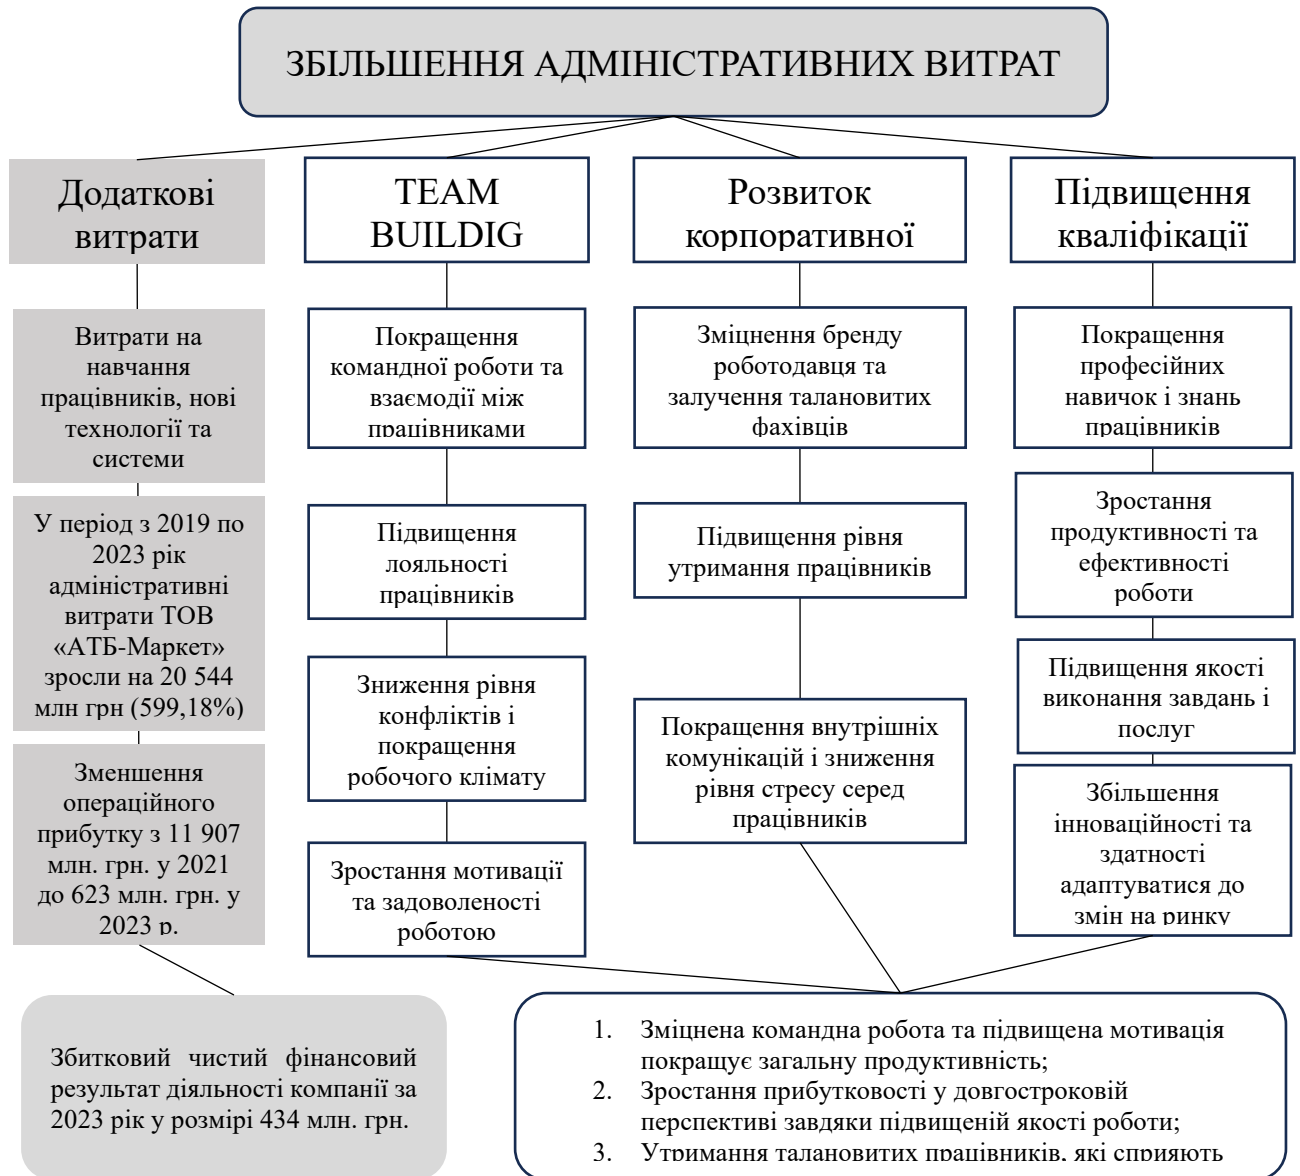 ЗБІЛЬШЕННЯ АДМІНІСТРАТИВНИХ ВИТРАТ
Додаткові
витрати
Витрати на
навчання
працівників, нові
технології та
системи
У період з 2019 по
2023 рік
адміністративні
витрати ТОВ
«АТБ-Маркет»
зросли на 20 544
млн грн (599,18%)
Зменшення
операційного
прибутку з 11 907
млн. грн. у 2021
до 623 млн. грн. у
2023 р.
TEAM
BUILDIG
Покращення
командної роботи та
взаємодії між
працівниками
Підвищення
лояльності
працівників
Зниження рівня
конфліктів і
покращення
робочого клімату
Зростання мотивації
та задоволеності
роботою
Розвиток
корпоративної
Зміцнення бренду
роботодавця та
залучення талановитих
фахівців
Підвищення рівня
утримання працівників
Покращення внутрішніх
комунікацій і зниження
рівня стресу серед
працівників
Підвищення
кваліфікації
Покращення
професійних
навичок і знань
працівників
Зростання
продуктивності та
ефективності
роботи
Підвищення якості
виконання завдань і
послуг
Збільшення
інноваційності та
здатності
адаптуватися до
змін на ринку
Збитковий чистий фінансовий
результат діяльності компанії за
2023 рік у розмірі 434 млн. грн.
1. Зміцнена командна робота та підвищена мотивація
покращує загальну продуктивність;
2. Зростання прибутковості у довгостроковій
перспективі завдяки підвищеній якості роботи;
3. Утримання талановитих працівників, які сприяють